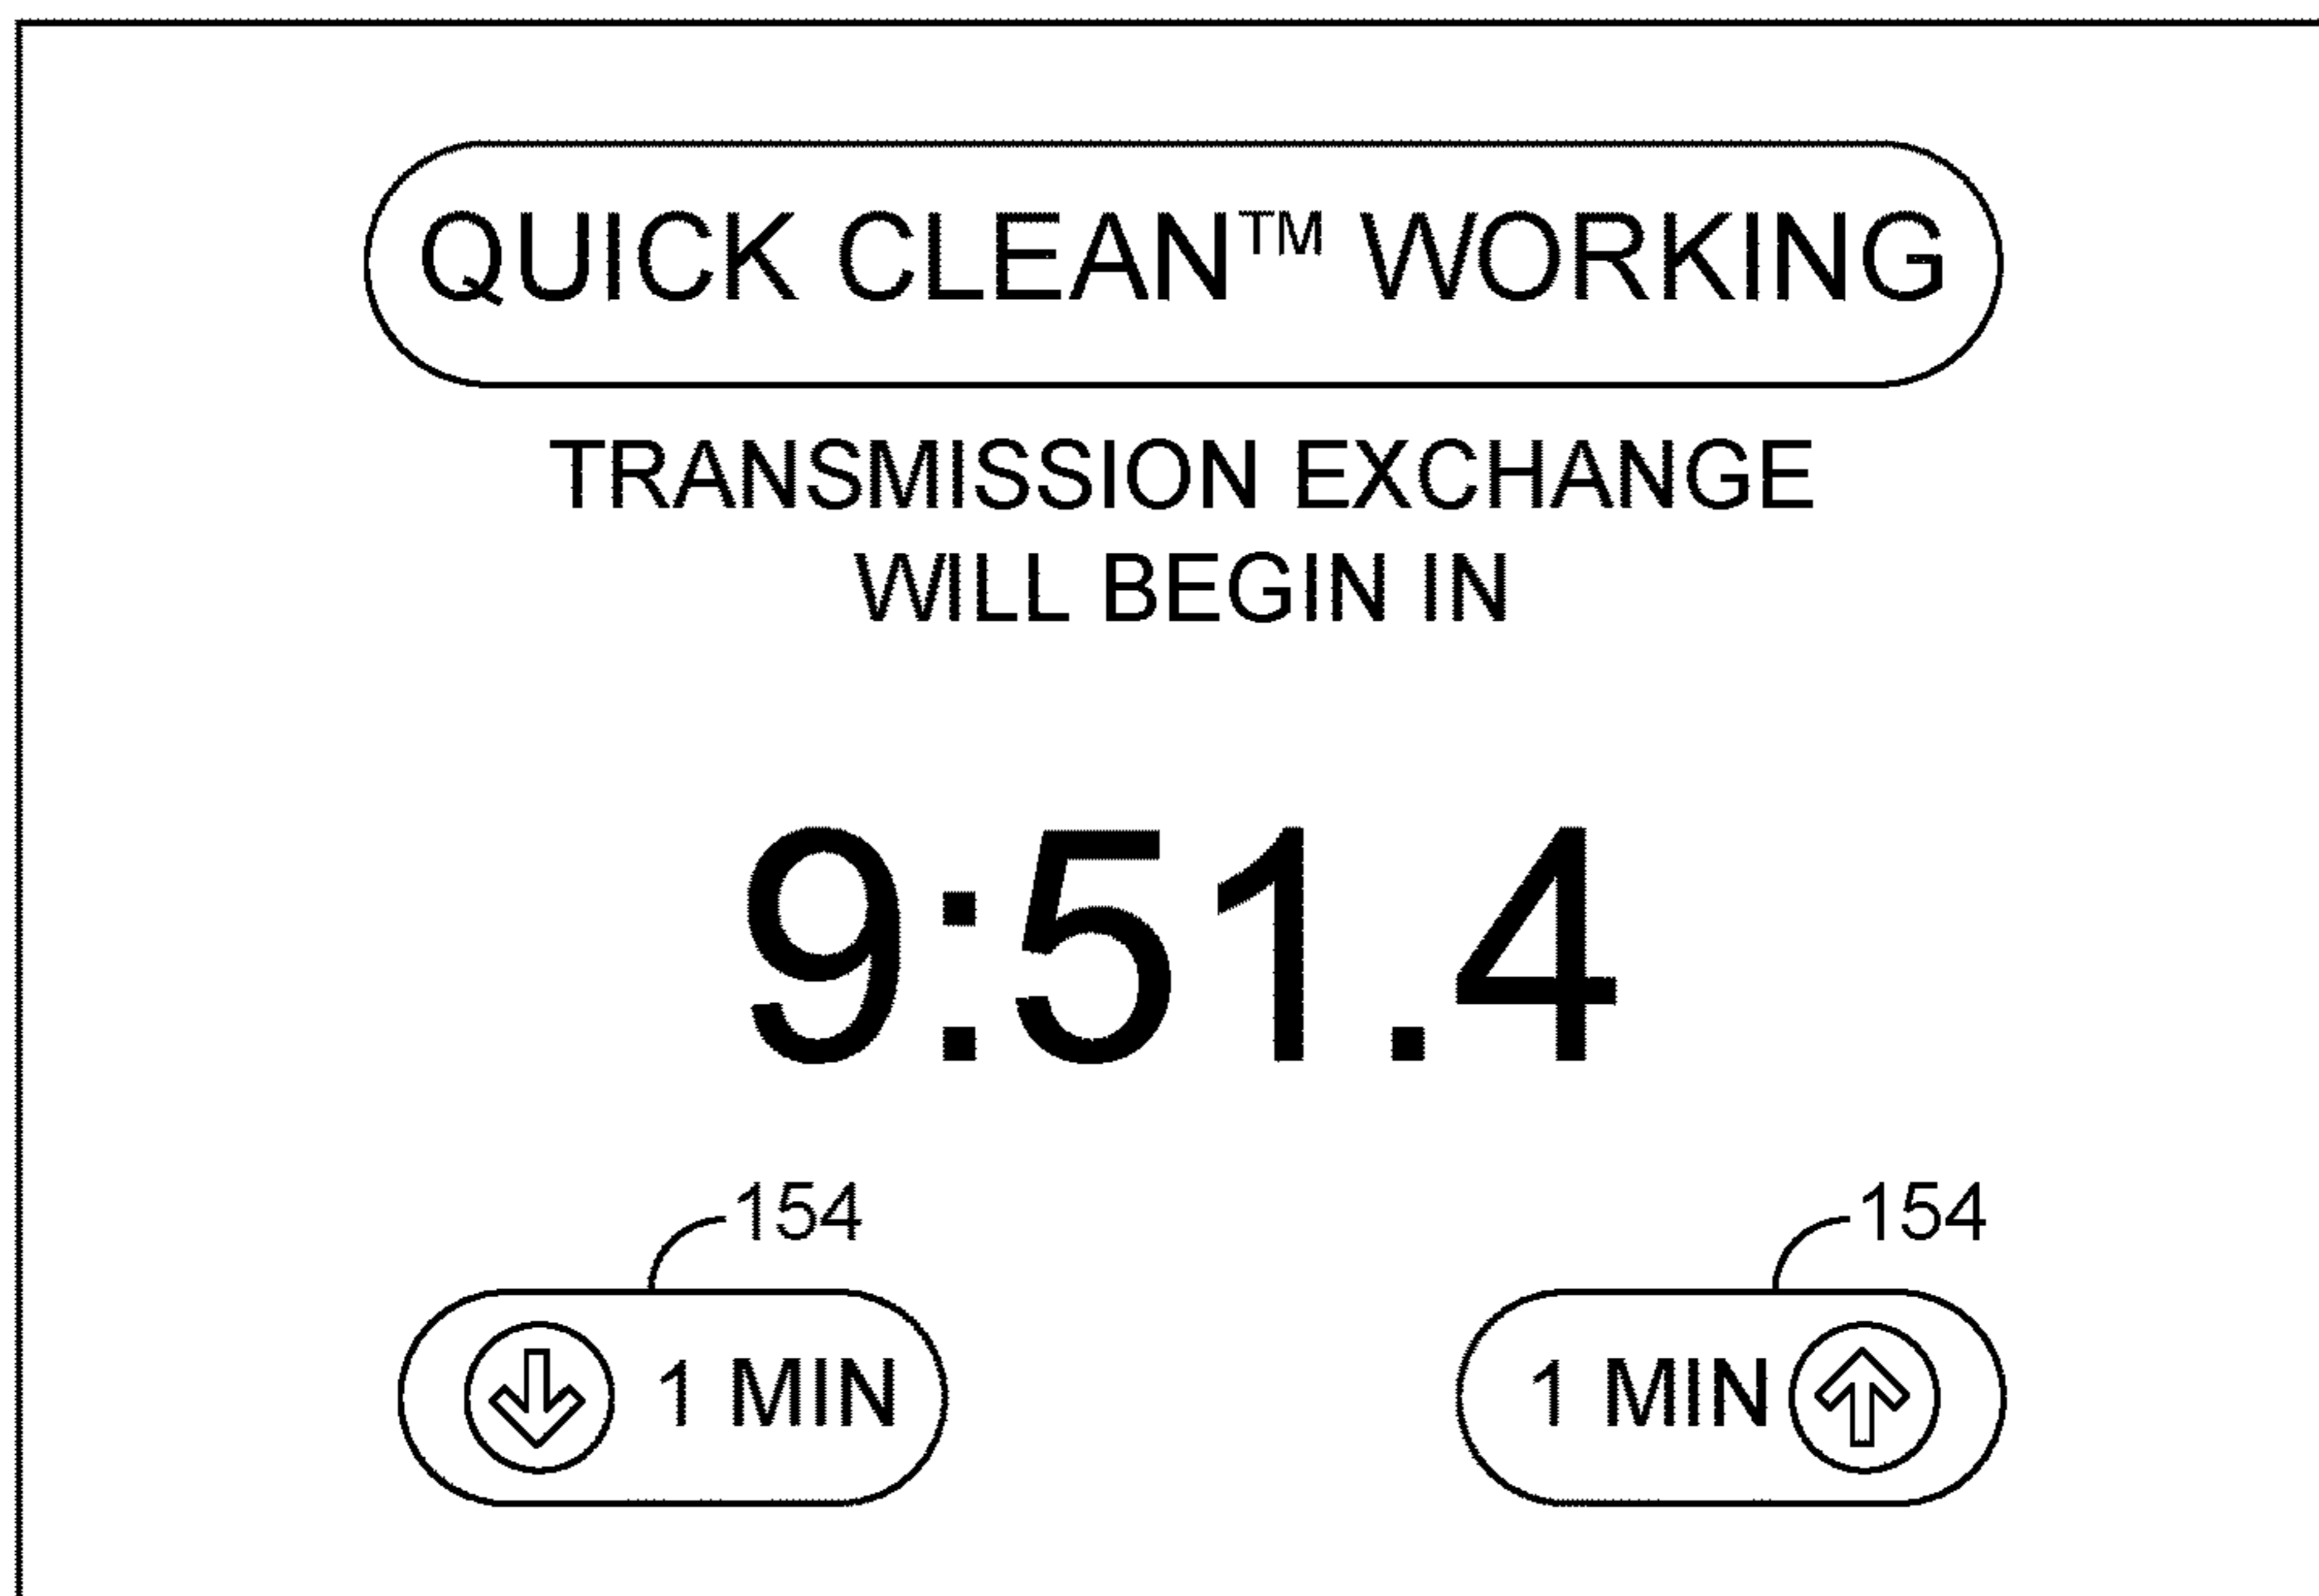 QUICK CLEAN™ WORKING
TRANSMISSION EXCHANGE
WILL BEGIN IN
9:51.4
154 154
1 MIN 1 MIN